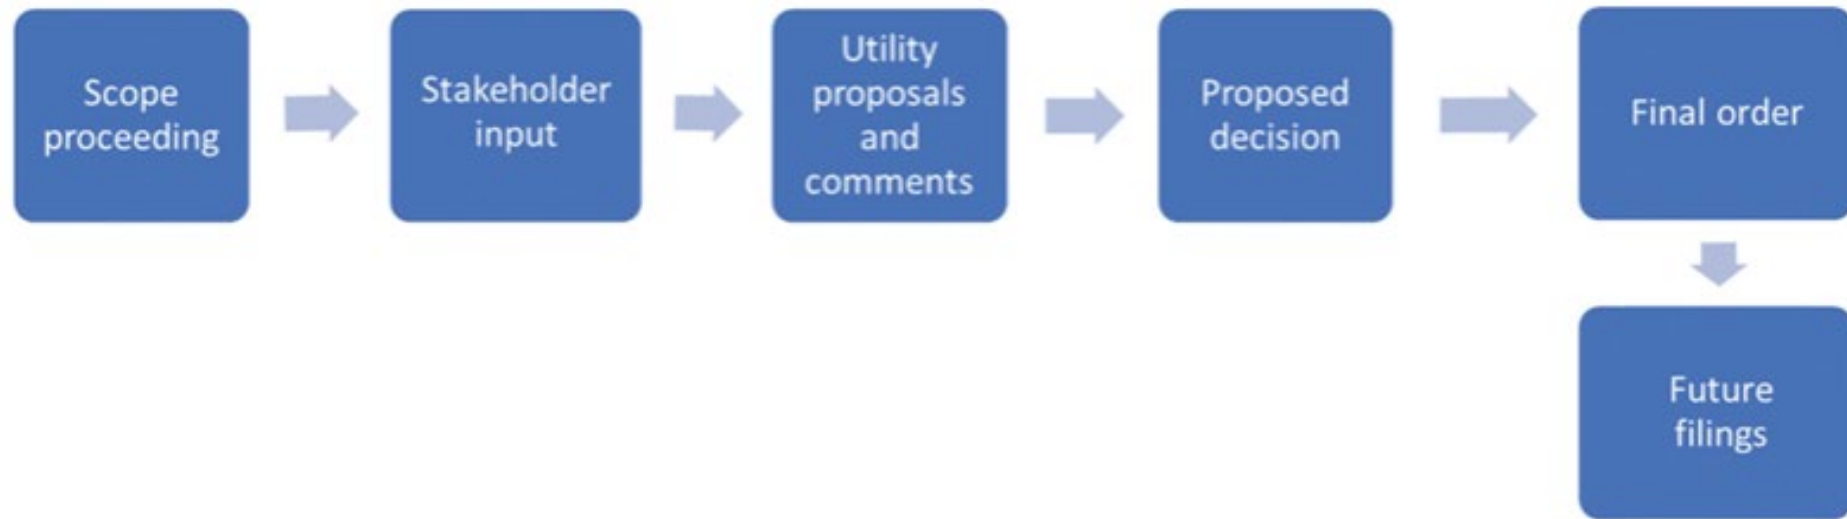 Scope
proceeding
Stakeholder
input
Utility
proposals
and
comments
Proposed
decision
Final order
Future
filings